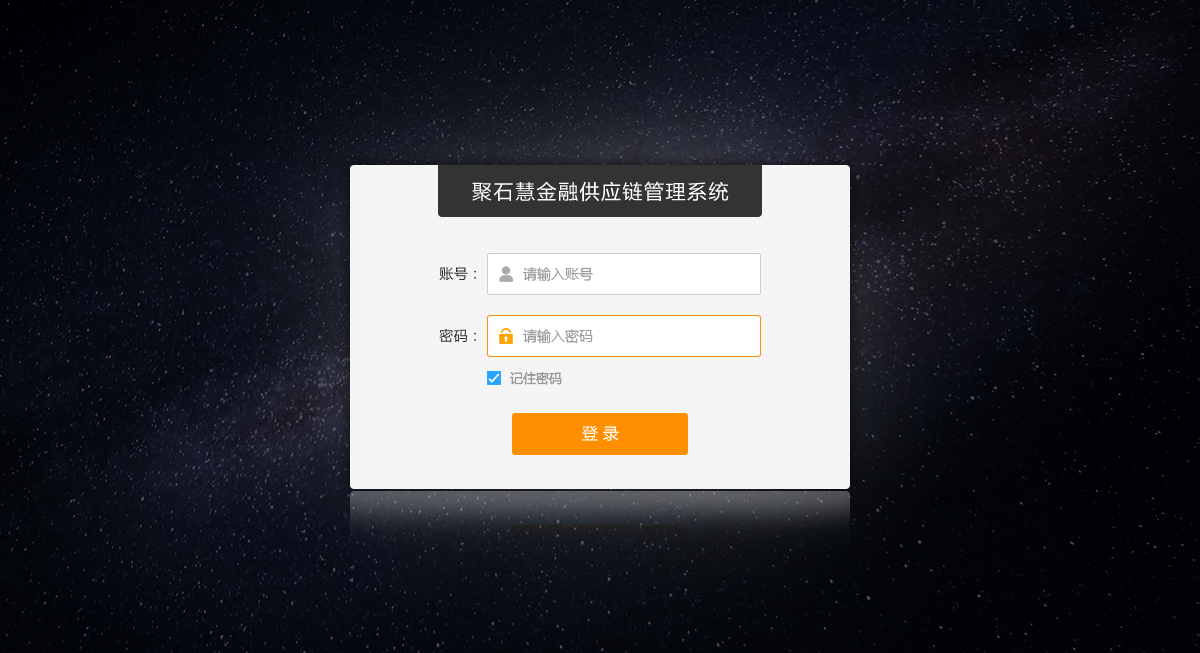 聚石慧金融供应链管理系统
账号： 请输入账号
密码： 请输入密码
记住密码
登 录